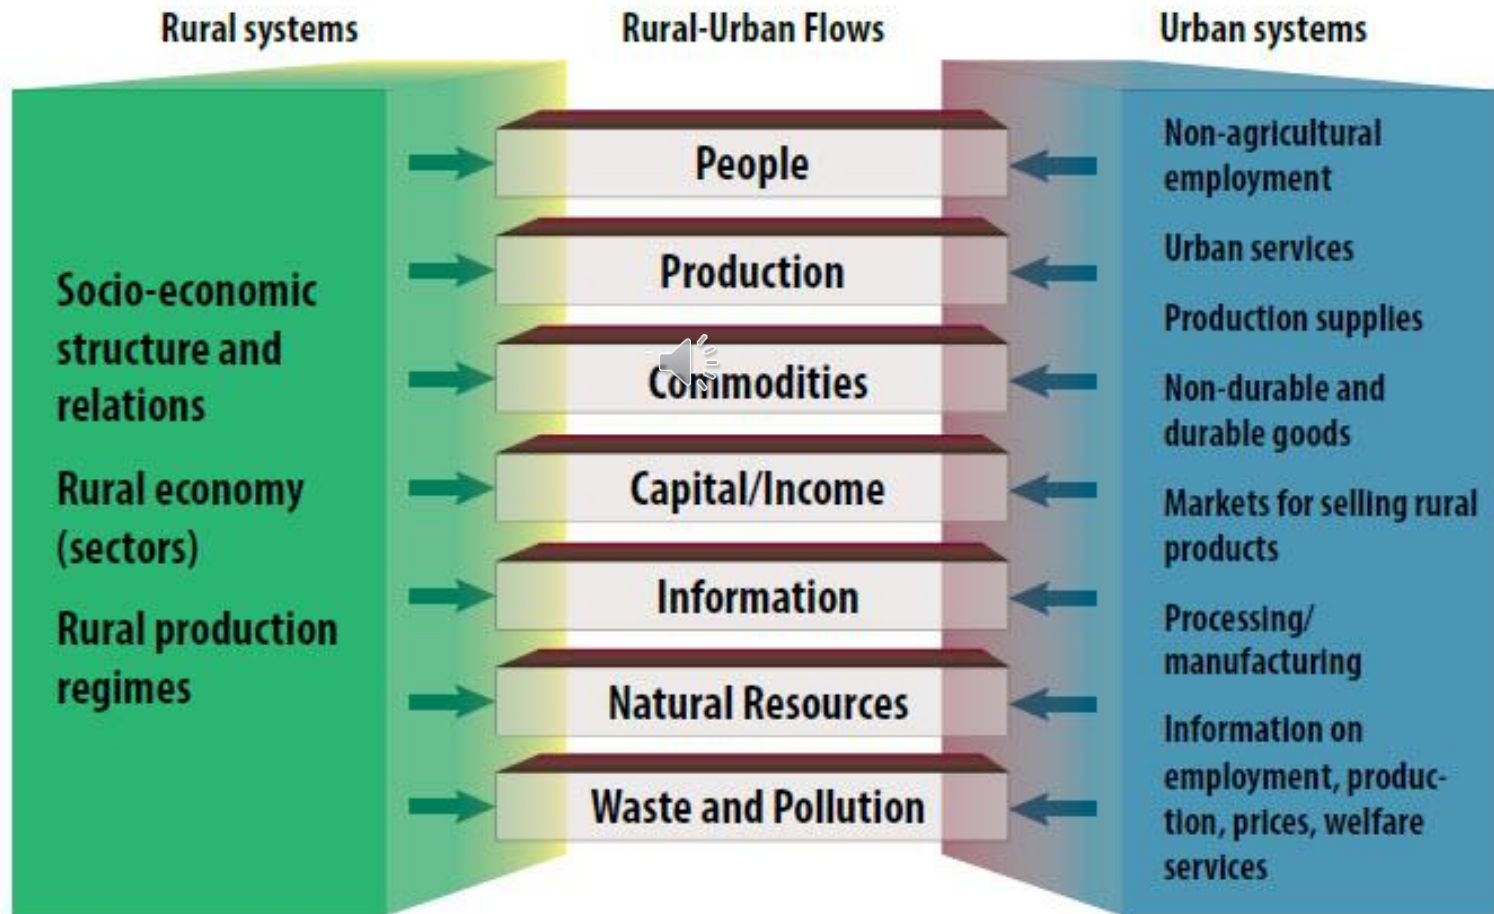 Rural systems
Rural-Urban Flows
Urban systems
Socio-economic
structure and
relations
Rural economy
(sectors)
Rural production
regimes
People
Production
Commodities
Capital/Income
Information
Natural Resources
Waste and Pollution
Non-agricultural
employment
Urban services
Production supplies
Non-durable and
durable goods
Markets for selling rural
products
Processing/
manufacturing
Information on
employment, produc-
tion, prices, welfare
services